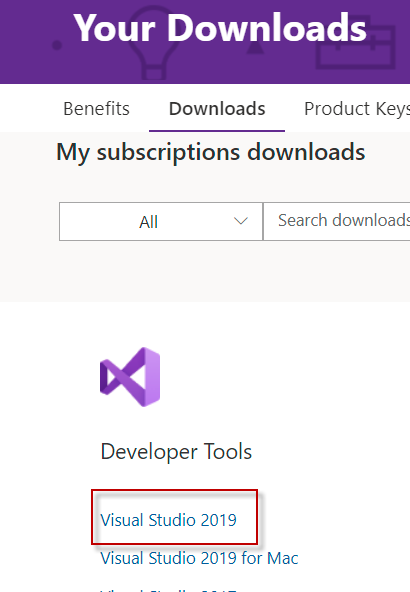 Your Downloads
Benefits Downloads Product Keys
My subscriptions downloads
All Search downloads
Developer Tools
Visual Studio 2019
Visual Studio 2019 for Mac